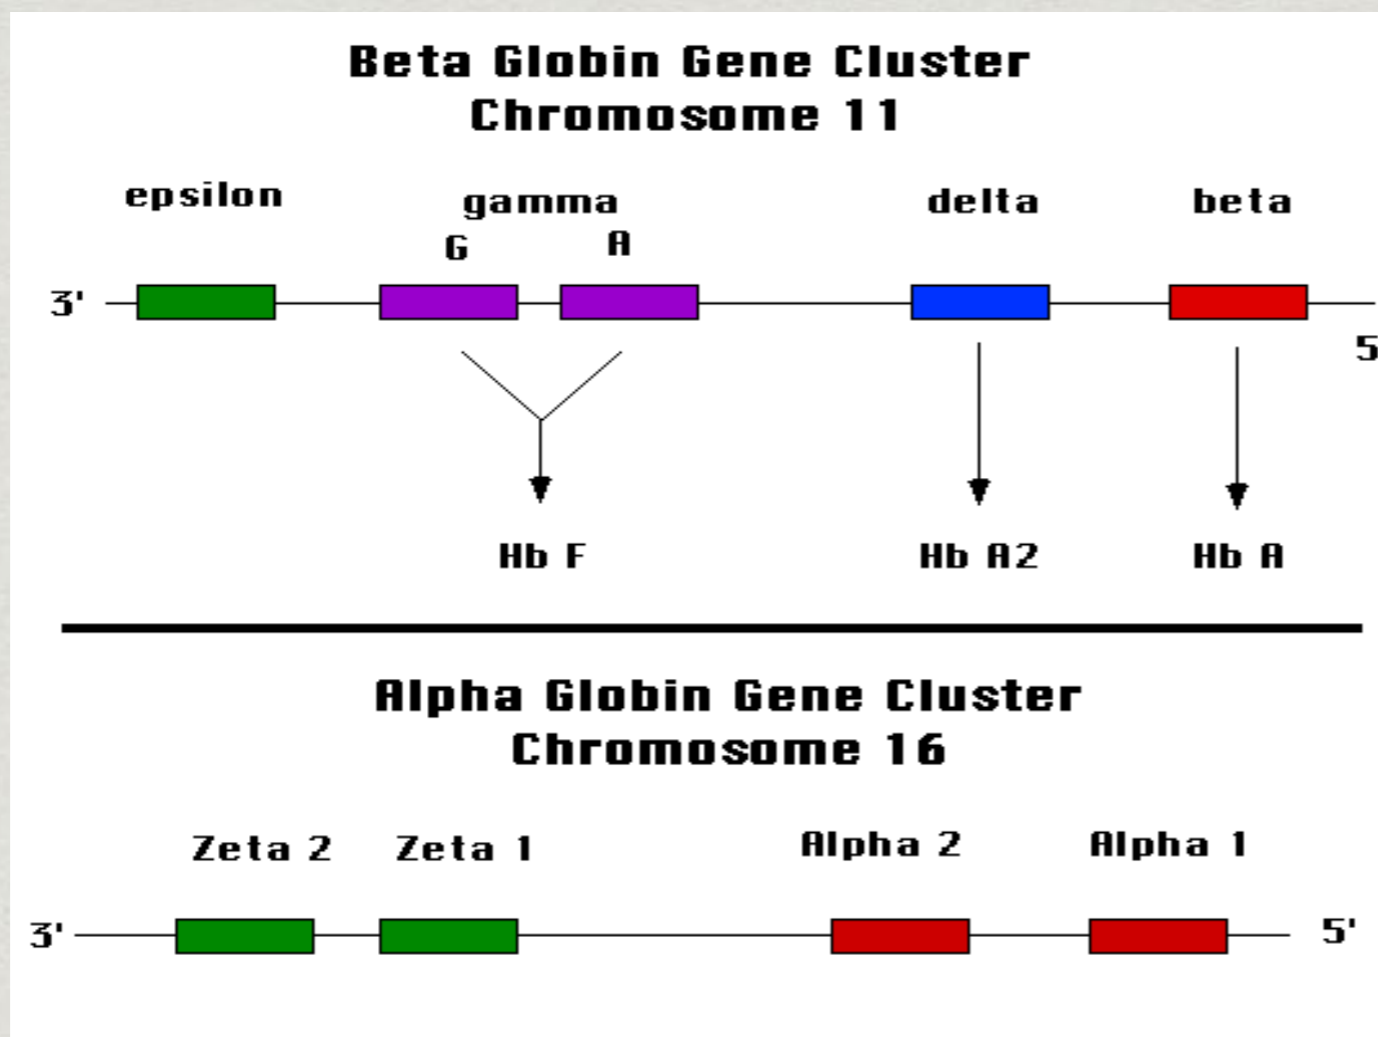 Beta Globin Gene Cluster
Chromosome 11
epsilon gamma delta beta
G A
3'
5
Hb F Hb A2 Hb A
Alpha Globin Gene Cluster
Chromosome 16
Zeta 2 Zeta 1 Alpha 2 Alpha 1
3' 5'